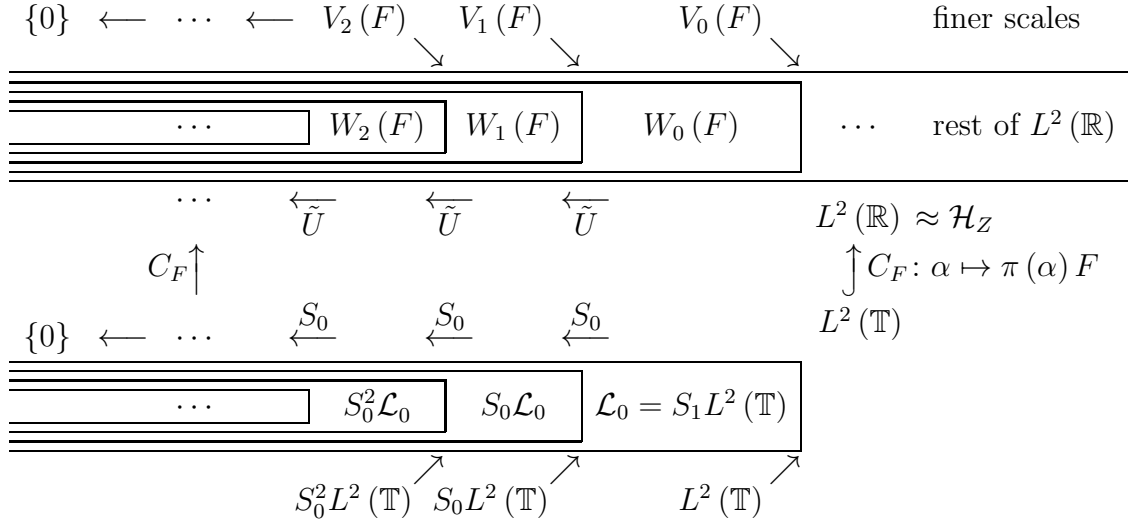 {0} ⟵ ··· ⟵ V₂(F) V₁(F) V₀(F) finer scales
↘ ↘ ↘
··· W₂(F) W₁(F) W₀(F) ··· rest of L²(ℝ)
··· ⟵ ⟵ ⟵ L²(ℝ) ≈ ℋ_Z
Ũ Ũ Ũ
C_F ↑ C_F: α ↦ π(α)F
S₀ S₀ S₀ L²(𝕋)
{0} ⟵ ··· ⟵ ⟵ ⟵
··· S₀²ℒ₀ S₀ℒ₀ ℒ₀ = S₁L²(𝕋)
↗ ↗ ↗
S₀²L²(𝕋) S₀L²(𝕋) L²(𝕋)